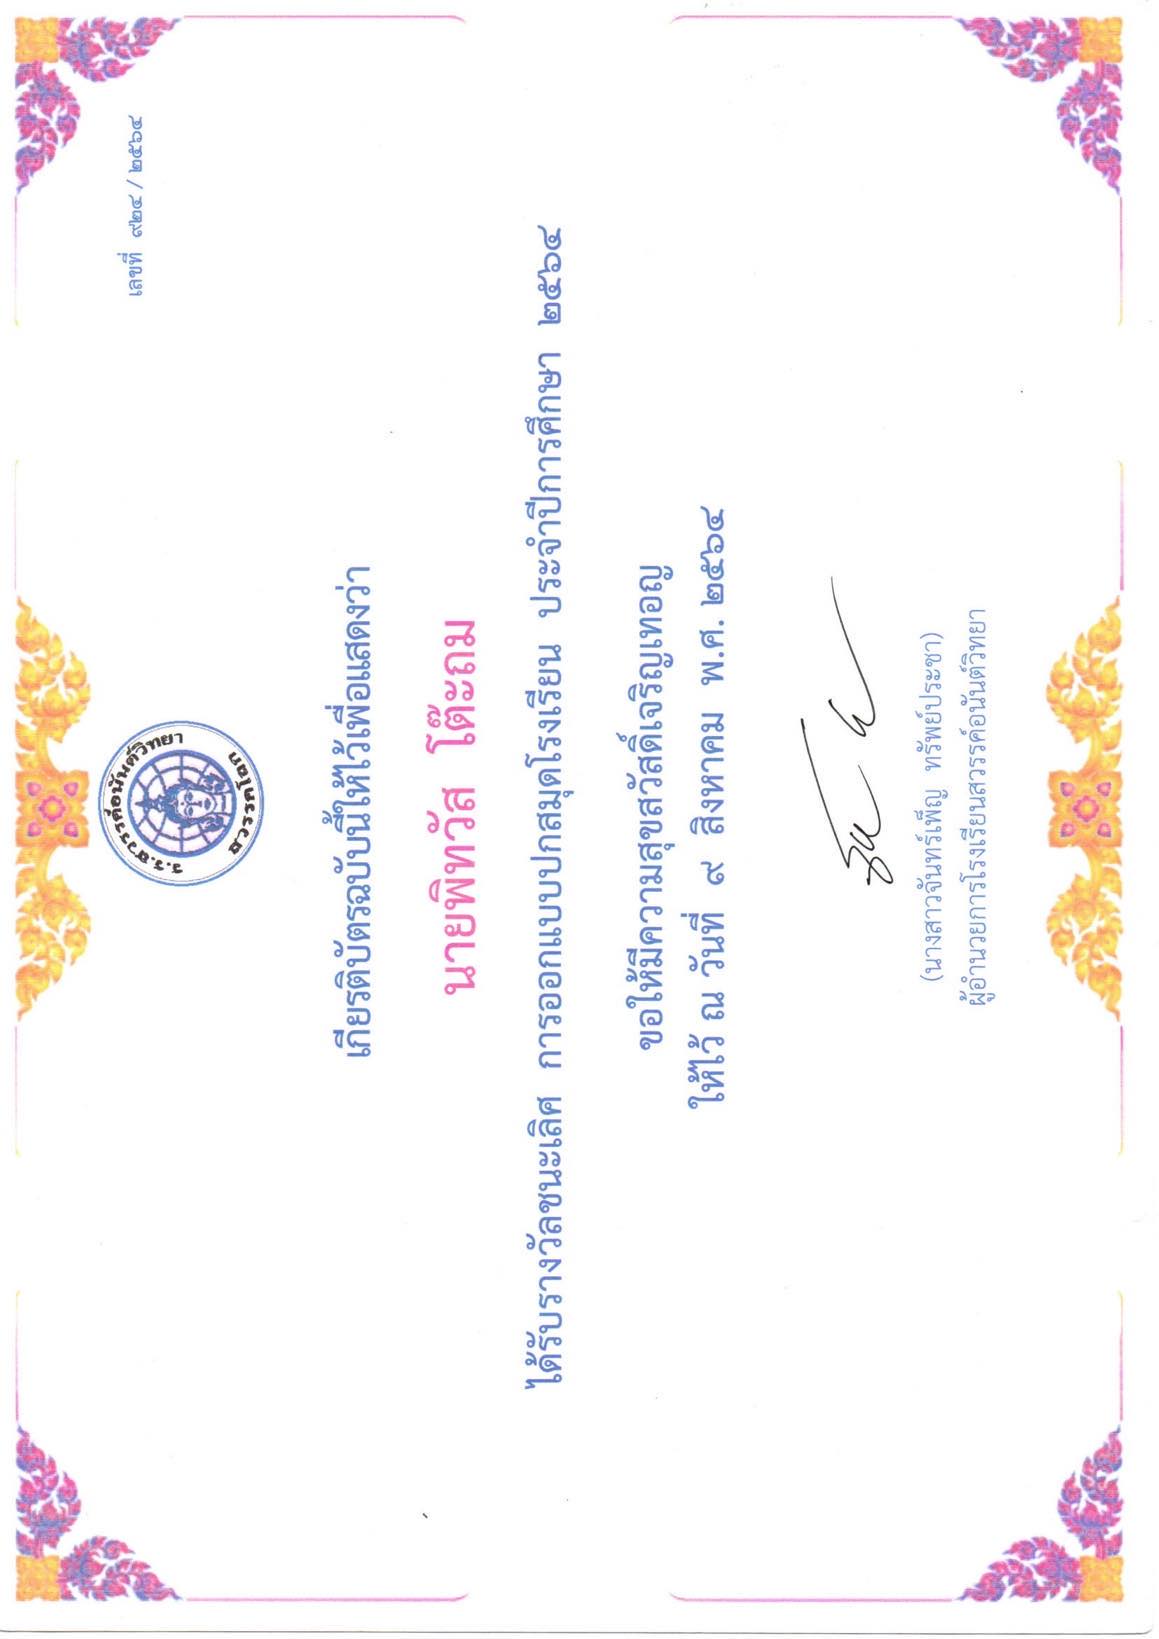 เลขที่ ๙๒๔ / ๒๕๖๔
ร.ร.สวรรค์อนันต์วิทยา
สวรรคโลก
เกียรติบัตรฉบับนี้ให้ไว้เพื่อแสดงว่า
นายพิทวัส โต๊ะถม
ได้รับรางวัลชนะเลิศ การออกแบบปกสมุดโรงเรียน ประจำปีการศึกษา ๒๕๖๔
ขอให้มีความสุขสวัสดิ์เจริญเทอญ
ให้ไว้ ณ วันที่ ๙ สิงหาคม พ.ศ. ๒๕๖๔
(นางสาวจันทร์เพ็ญ ทรัพย์ประชา)
ผู้อำนวยการโรงเรียนสวรรค์อนันต์วิทยา